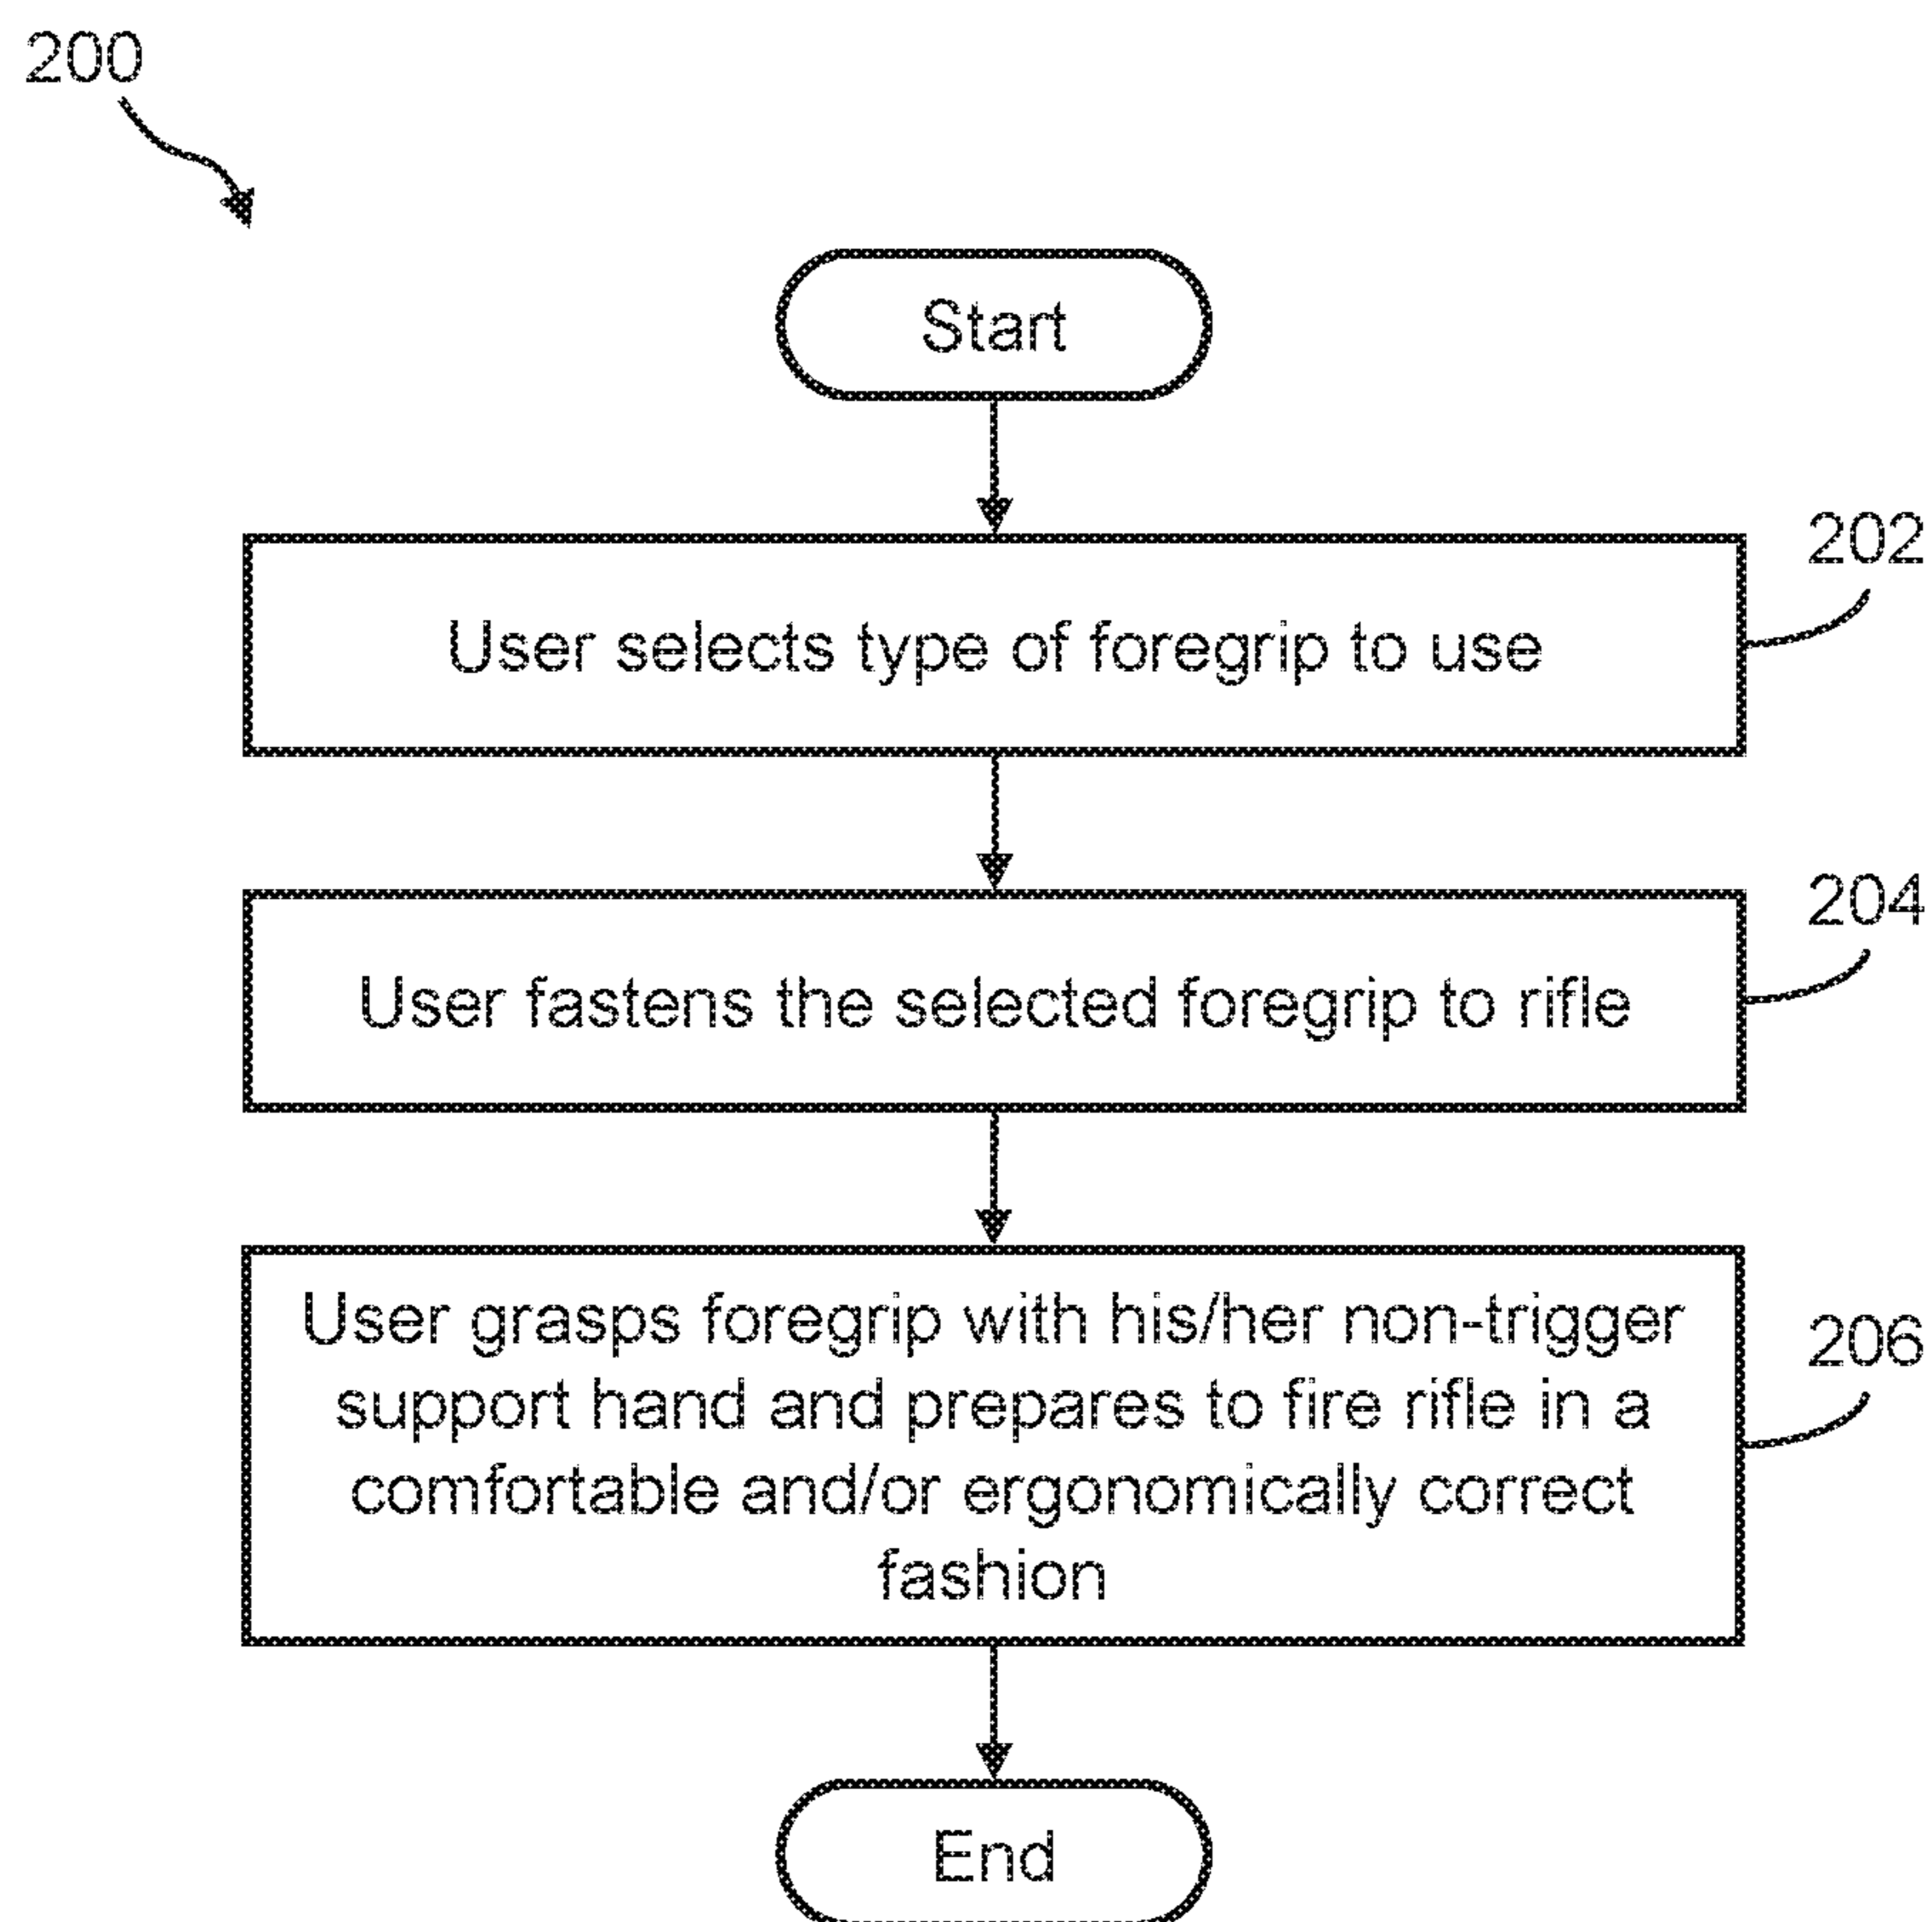 200
Start
202
User selects type of foregrip to use
204
User fastens the selected foregrip to rifle
206
User grasps foregrip with his/her non-trigger
support hand and prepares to fire rifle in a
comfortable and/or ergonomically correct
fashion
End